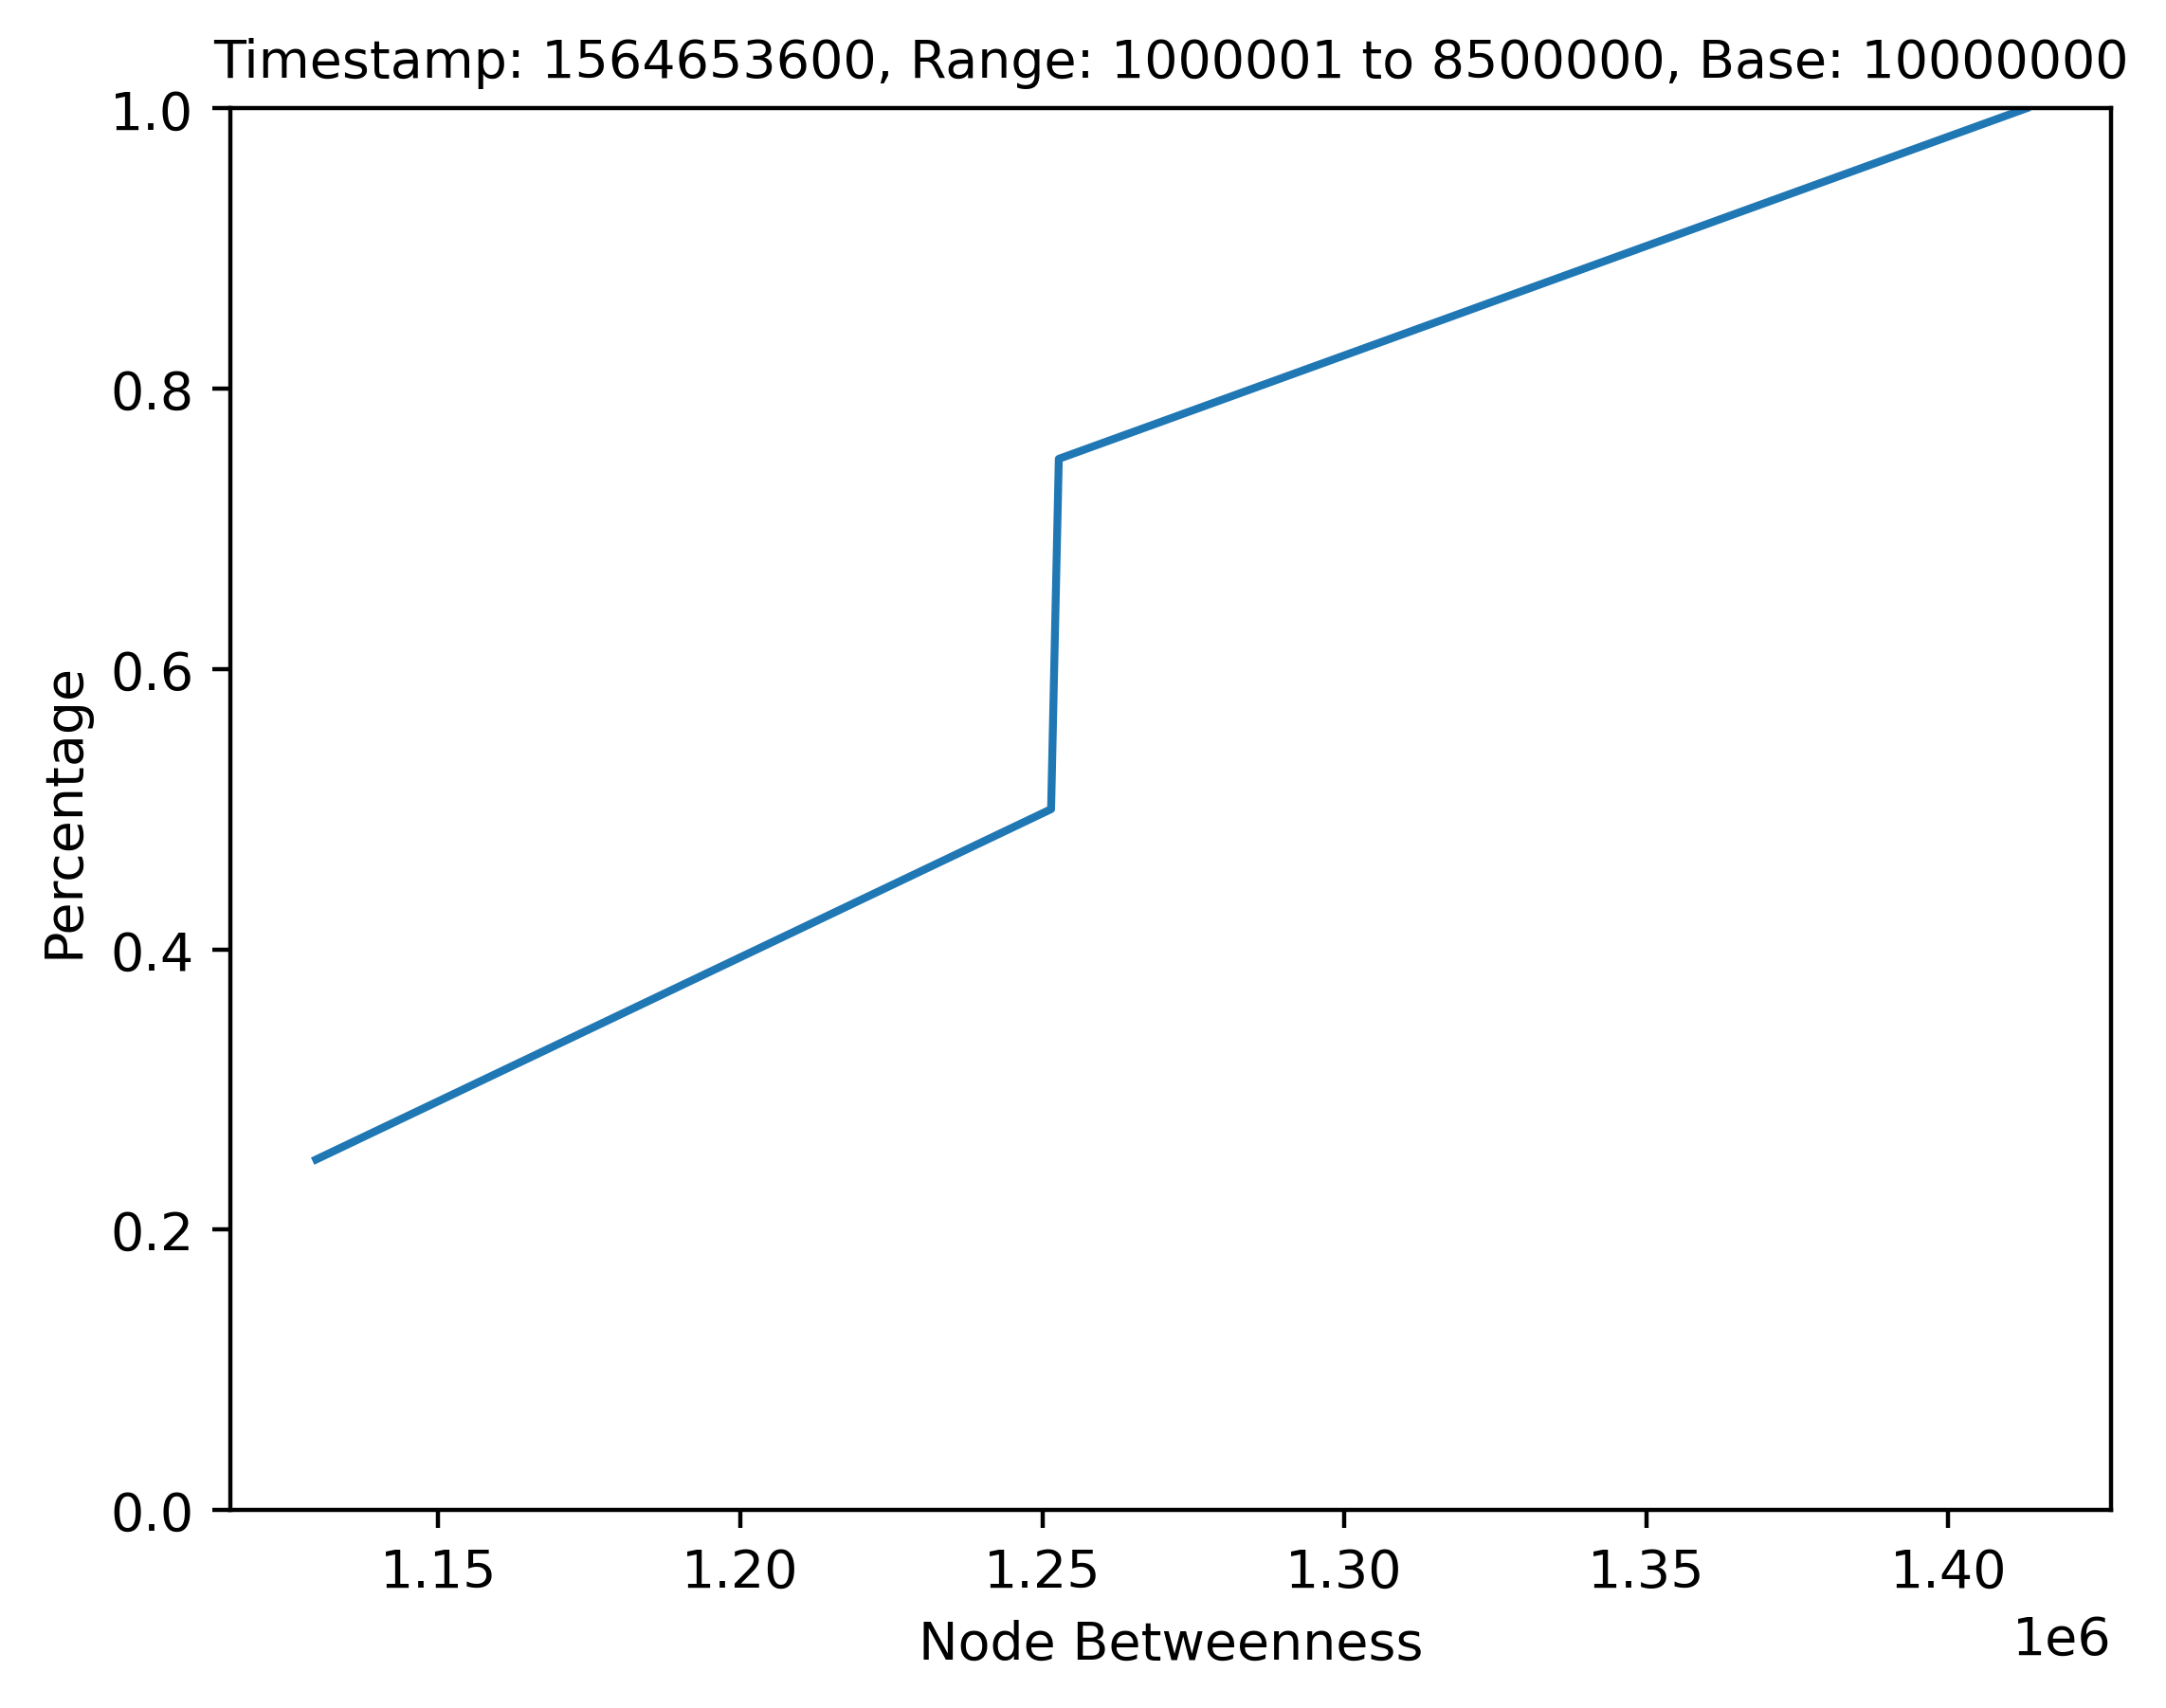 Timestamp: 1564653600, Range: 1000001 to 8500000, Base: 10000000
1.0
0.8
0.6
0.4
0.2
0.0
Percentage
1.15 1.20 1.25 1.30 1.35 1.40
1e6
Node Betweenness